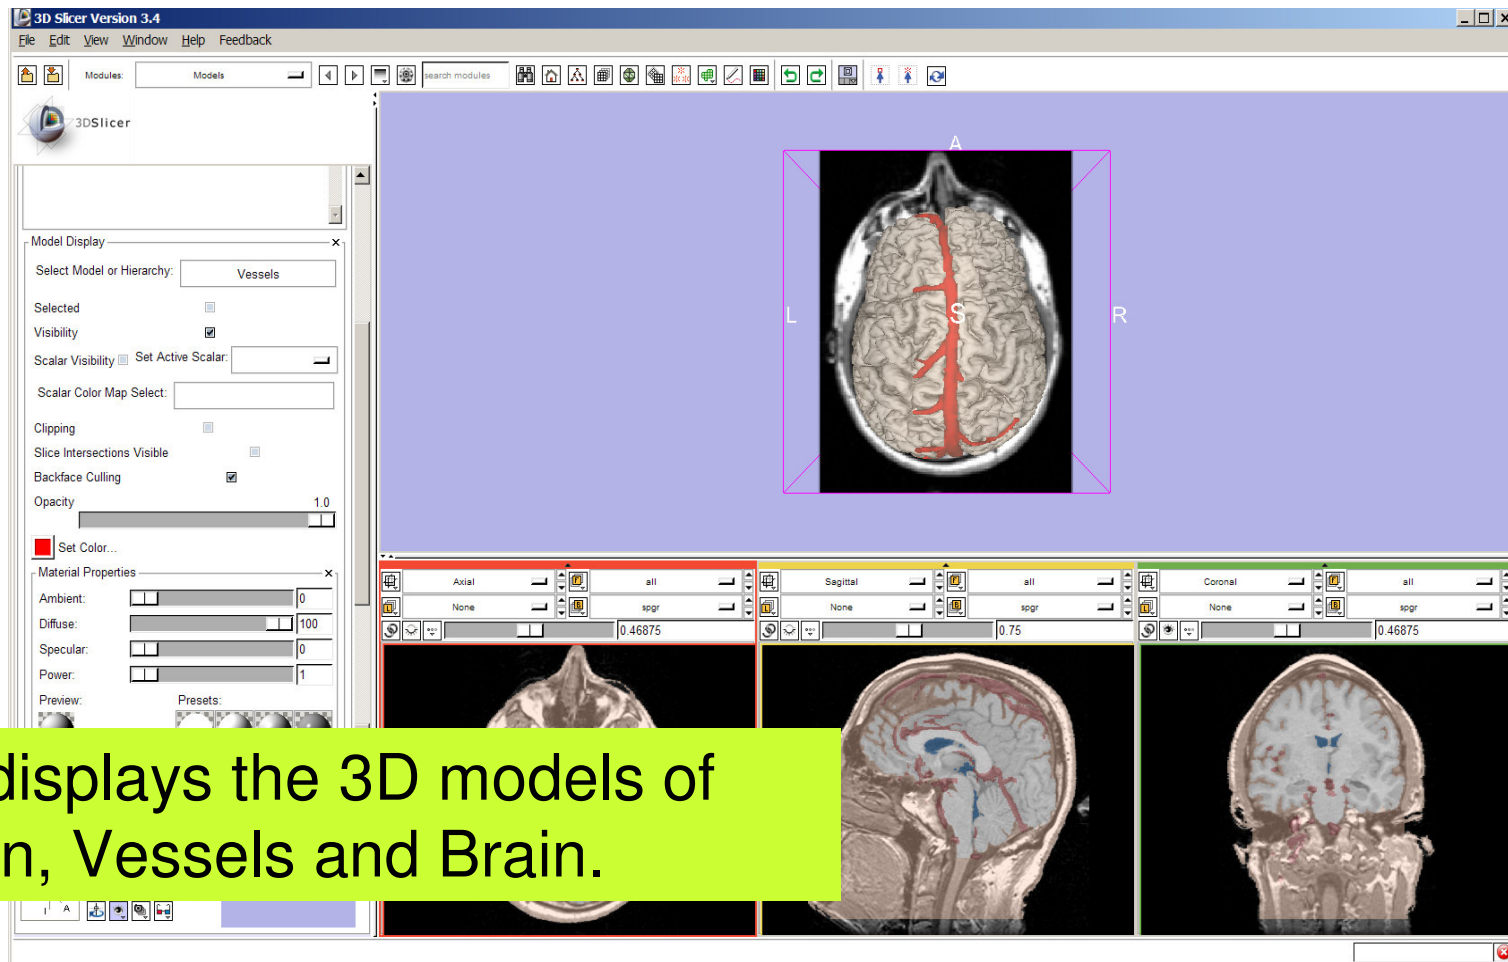 3D Slicer Version 3.4
File Edit View Window Help Feedback
Modules: Models search modules
3DSlicer
Model Display
Select Model or Hierarchy: Vessels
Selected
Visibility
Scalar Visibility Set Active Scalar:
Scalar Color Map Select:
Clipping
Slice Intersections Visible
Backface Culling
Opacity 1.0
Set Color...
Material Properties
Ambient: 0
Diffuse: 100
Specular: 0
Power: 1
Preview: Presets:
A
L S R
Axial all
None spgr
0.46875
Sagittal all
None spgr
0.75
Coronal all
None spgr
0.46875
displays the 3D models of
n, Vessels and Brain.
A